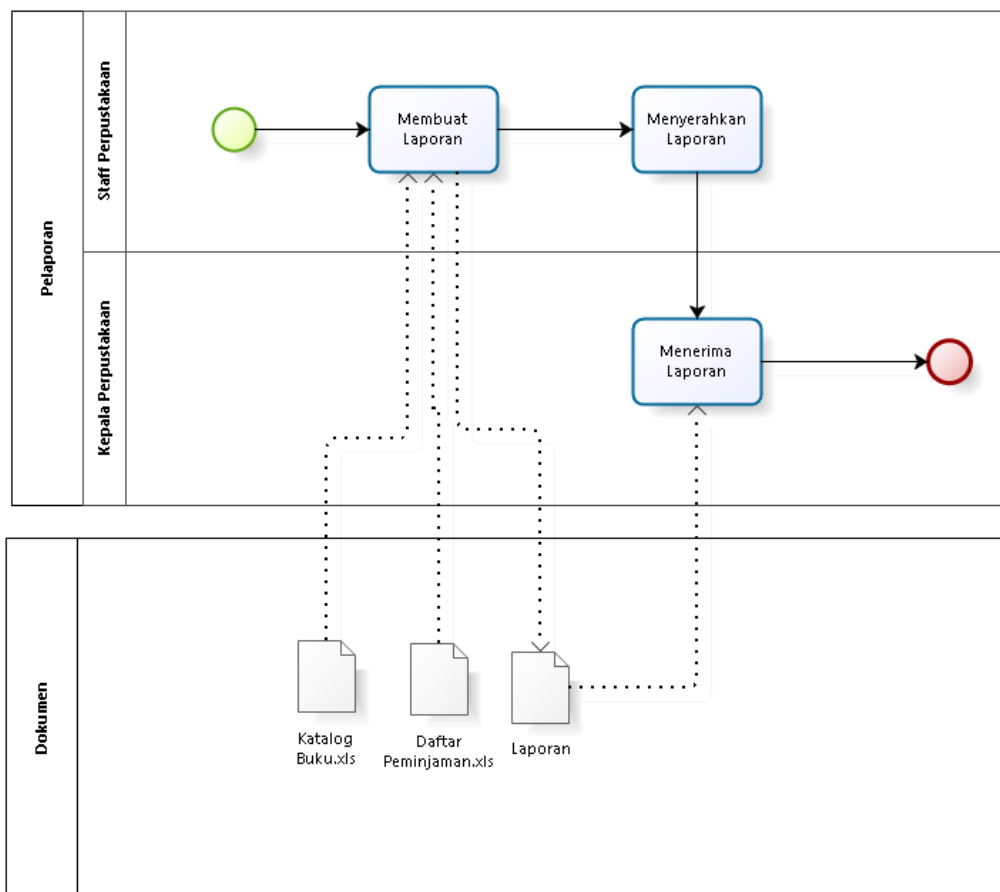 Pelaporan
Staff Perpustakaan
Membuat
Laporan
Menyerahkan
Laporan
Kepala Perpustakaan
Menerima
Laporan
Dokumen
Katalog
Buku.xls
Daftar
Peminjaman.xls
Laporan